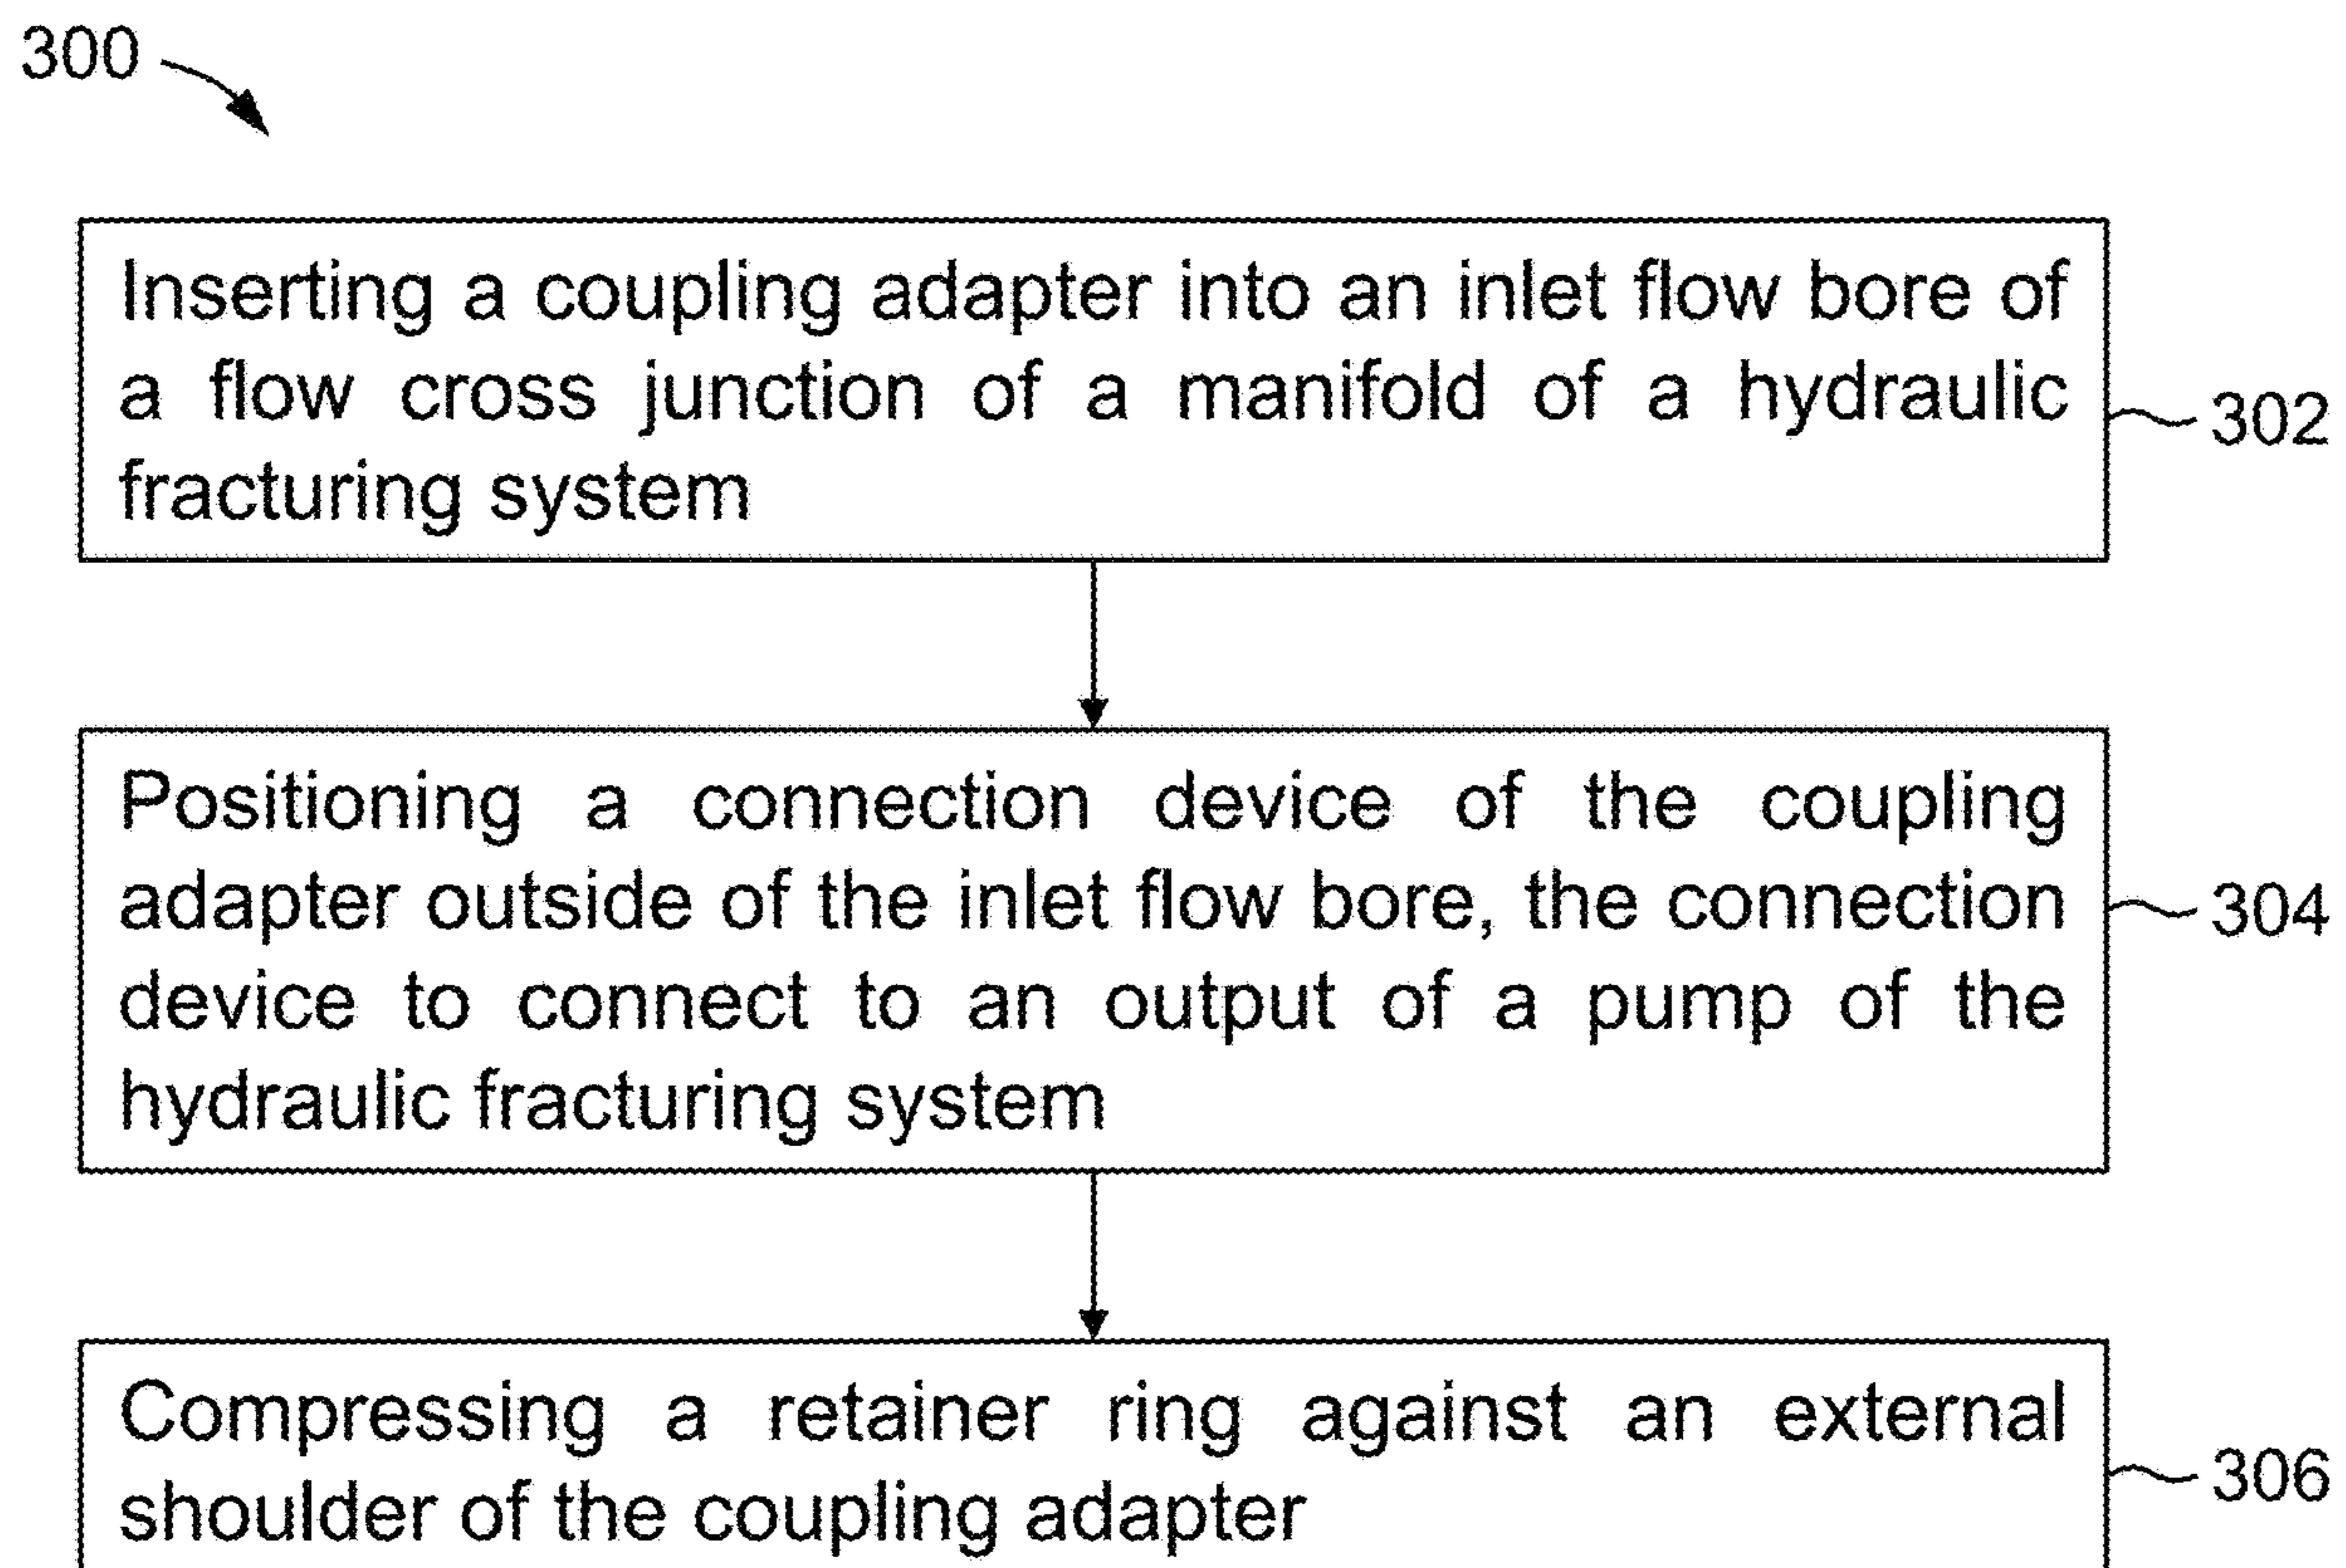 300
Inserting a coupling adapter into an inlet flow bore of
a flow cross junction of a manifold of a hydraulic
fracturing system
302
Positioning a connection device of the coupling
adapter outside of the inlet flow bore, the connection
device to connect to an output of a pump of the
hydraulic fracturing system
304
Compressing a retainer ring against an external
shoulder of the coupling adapter
306